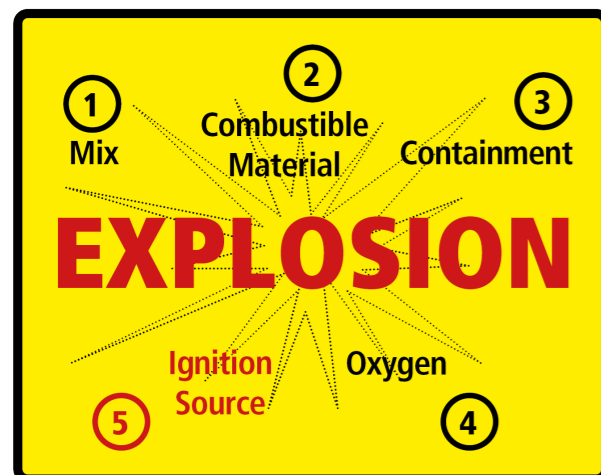 1
Mix
2
Combustible
Material
3
Containment
EXPLOSION
Ignition
Source
5
Oxygen
4